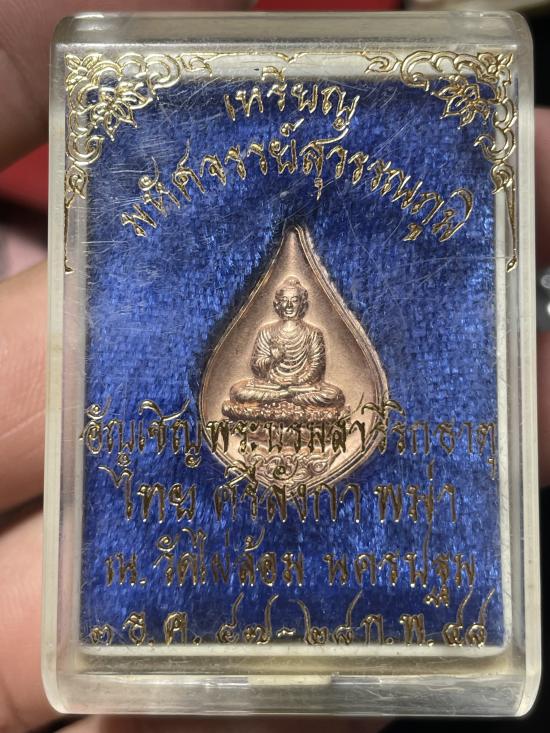 เหรียญ
มหัศจรรย์สุวรรณภูมิ
อัญเชิญพระบรมสารีริกธาตุ
ไทย ศรีลังกา พม่า
ณ. วัดไผ่ล้อม นครปฐม
๓ ธ.ค. ๔๗-๒๘ก.พ.๔๘